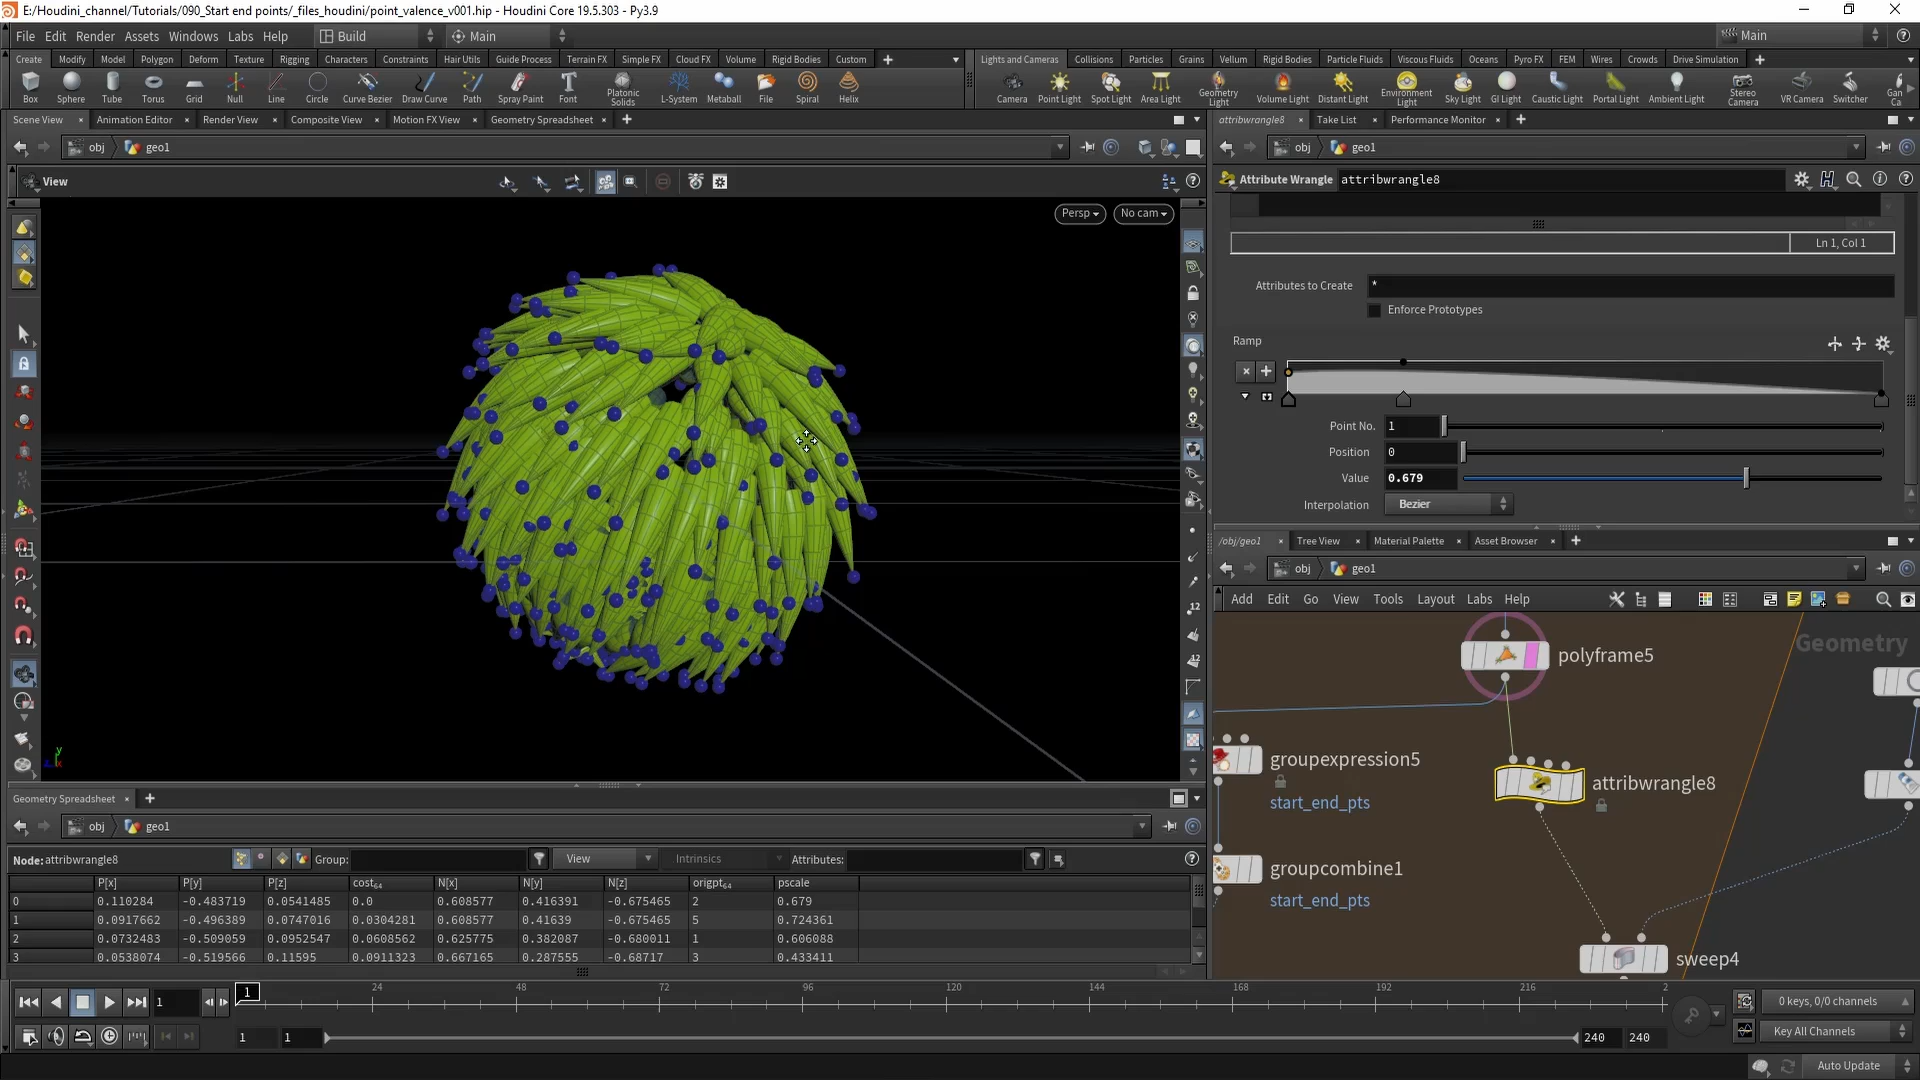 E:/Houdini_channel/Tutorials/090_Start end points/_files_houdini/point_valence_v001.hip - Houdini Core 19.5.303 - Py3.9
File Edit Render Assets Windows Labs Help Build Main Main
Create Modify Model Polygon Deform Texture Rigging Characters Constraints Hair Utils Guide Process Terrain FX Simple FX Cloud FX Volume Rigid Bodies Custom
Box Sphere Tube Torus Grid Null Line Circle Curve Bezier Draw Curve Path Spray Paint Font Platonic Solids L-System Metaball File Spiral Helix
Lights and Cameras Collisions Particles Grains Vellum Rigid Bodies Particle Fluids Viscous Fluids Oceans Pyro FX FEM Wires Crowds Drive Simulation
Camera Point Light Spot Light Area Light Geometry Light Volume Light Distant Light Environment Light Sky Light GI Light Caustic Light Portal Light Ambient Light Stereo Camera VR Camera Switcher Gan Ca
Scene View Animation Editor Render View Composite View Motion FX View Geometry Spreadsheet
obj geo1
View
Persp No cam
attribwrangle8 Take List Performance Monitor
obj geo1
Attribute Wrangle attribwrangle8
Ln 1, Col 1
Attributes to Create *
Enforce Prototypes
Ramp
Point No. 1
Position 0
Value 0.679
Interpolation Bezier
/obj/geo1 Tree View Material Palette Asset Browser
obj geo1
Add Edit Go View Tools Layout Labs Help
Geometry
polyframe5
groupexpression5
start_end_pts
attribwrangle8
groupcombine1
start_end_pts
sweep4
Geometry Spreadsheet
obj geo1
Node: attribwrangle8 Group: View Intrinsics Attributes:
P[x] P[y] P[z] cost64 N[x] N[y] N[z] origpt64 pscale
0 0.110284 -0.483719 0.0541485 0.0 0.608577 0.416391 -0.675465 2 0.679
1 0.0917662 -0.496389 0.0747016 0.0304281 0.608577 0.41639 -0.675465 5 0.724361
2 0.0732483 -0.509059 0.0952547 0.0608562 0.625775 0.382087 -0.680011 1 0.606088
3 0.0538074 -0.519566 0.11595 0.0911323 0.667165 0.287555 -0.68717 3 0.433411
1 1 24 48 72 96 120 144 168 192 216 2
0 keys, 0/0 channels
1 1 240 240 Key All Channels
Auto Update